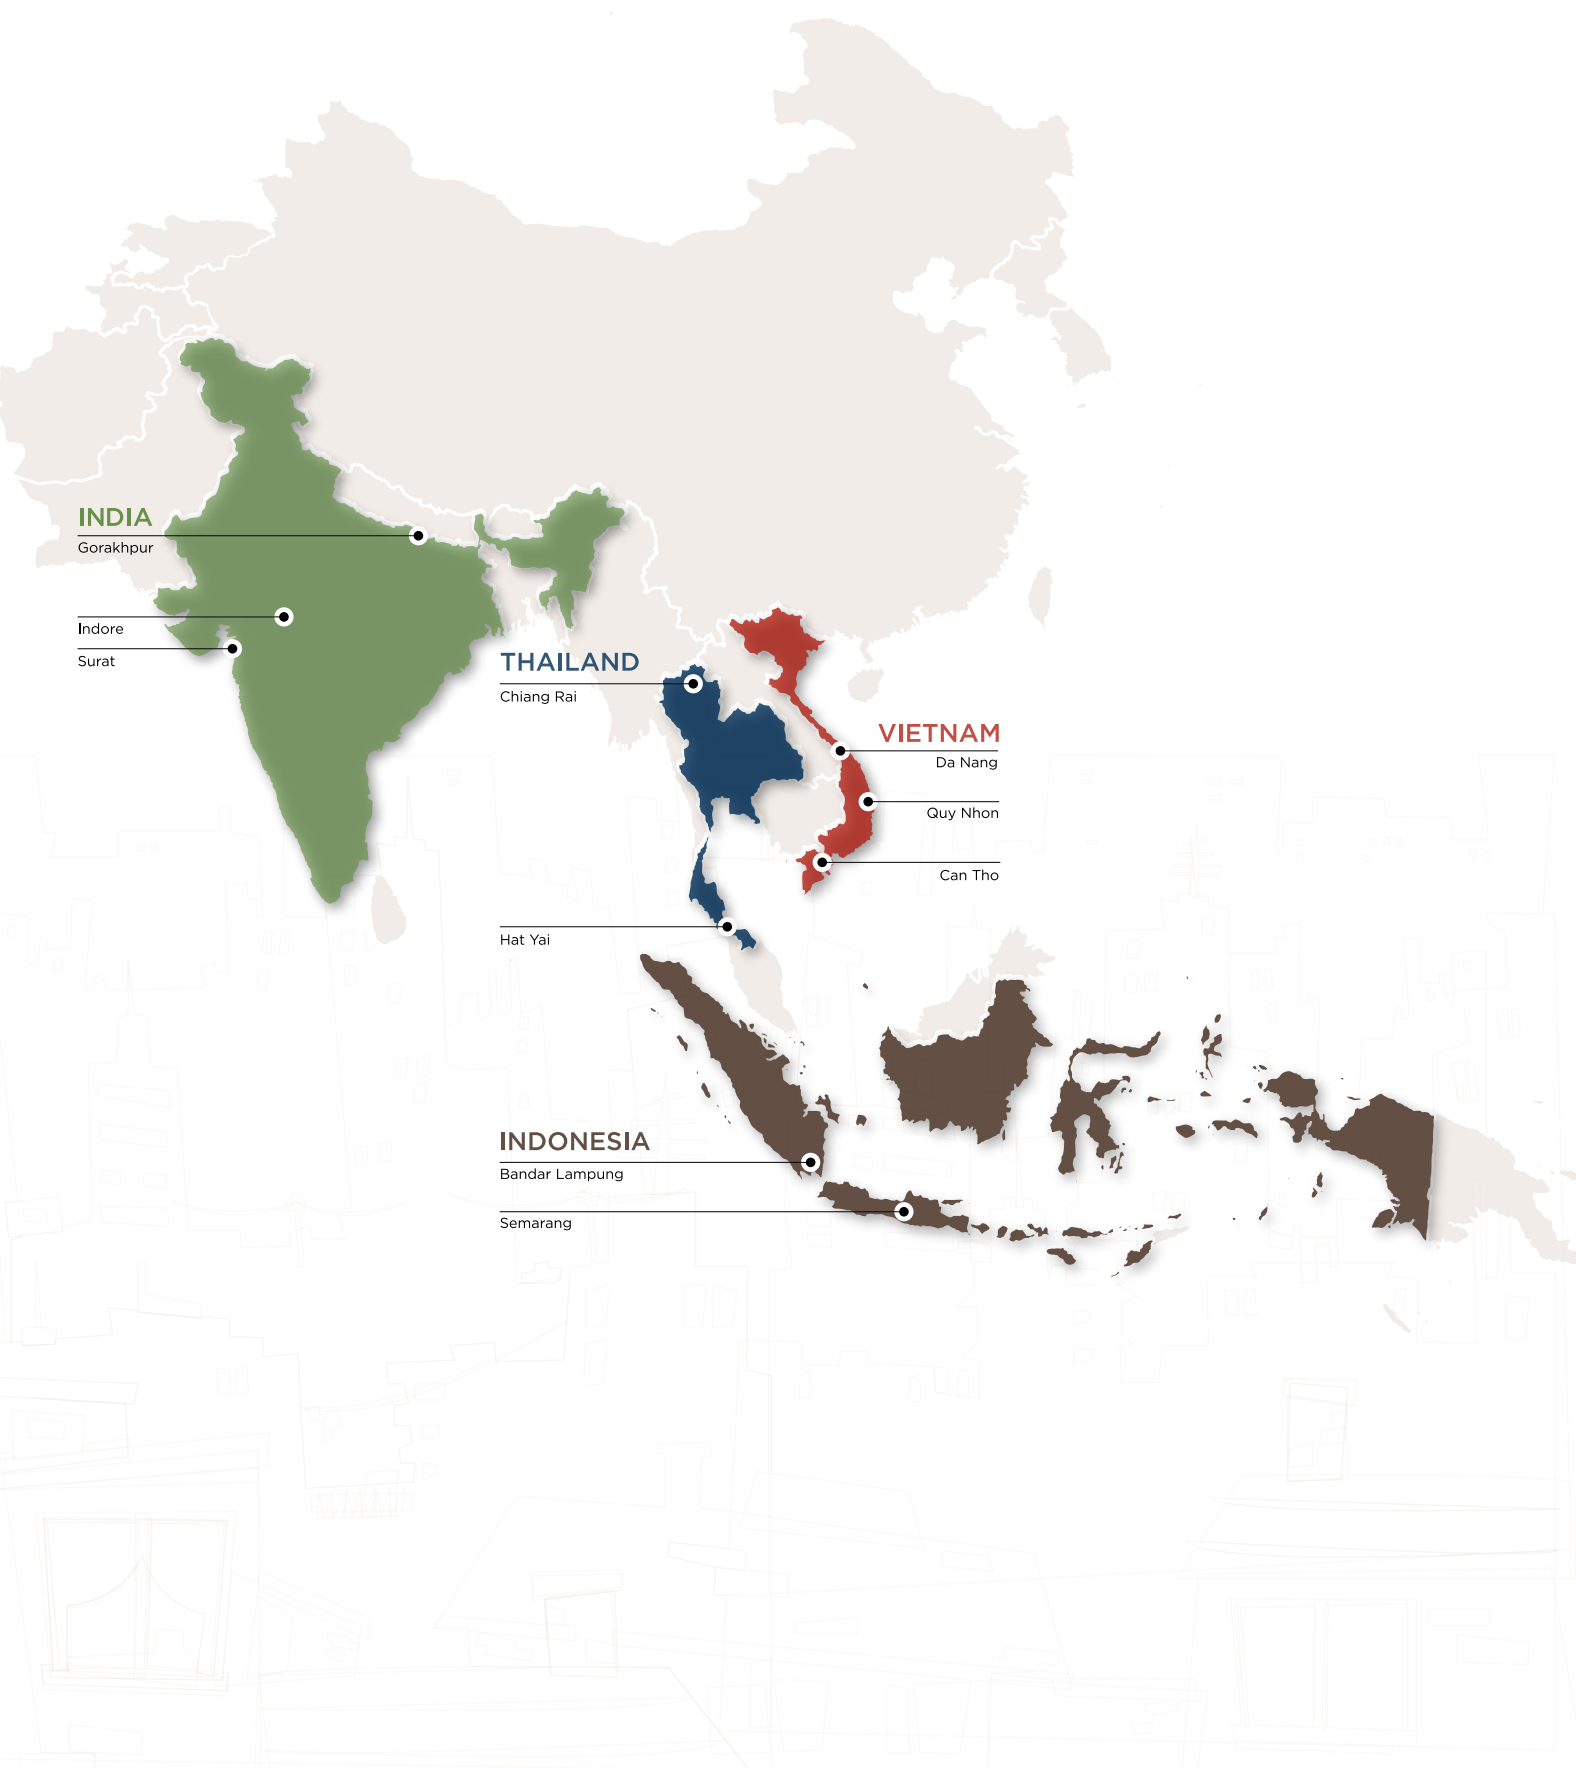 INDIA
Gorakhpur
Indore
Surat
THAILAND
Chiang Rai
VIETNAM
Da Nang
Quy Nhon
Can Tho
Hat Yai
INDONESIA
Bandar Lampung
Semarang